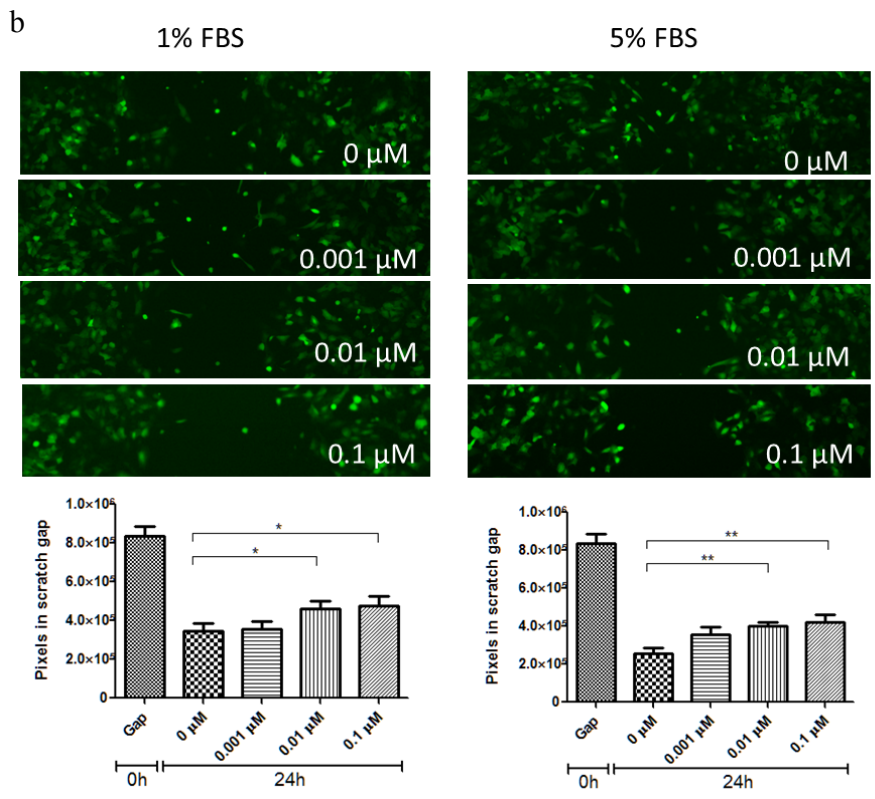 b
1% FBS
5% FBS
0 µM
0.001 µM
0.01 µM
0.1 µM
0 µM
0.001 µM
0.01 µM
0.1 µM
Pixels in scratch gap
1.0×10⁶
8.0×10⁵
6.0×10⁵
4.0×10⁵
2.0×10⁵
0
*
*
Gap
0 µM
0.001 µM
0.01 µM
0.1 µM
0h
24h
Pixels in scratch gap
1.0×10⁶
8.0×10⁵
6.0×10⁵
4.0×10⁵
2.0×10⁵
0
**
**
Gap
0 µM
0.001 µM
0.01 µM
0.1 µM
0h
24h